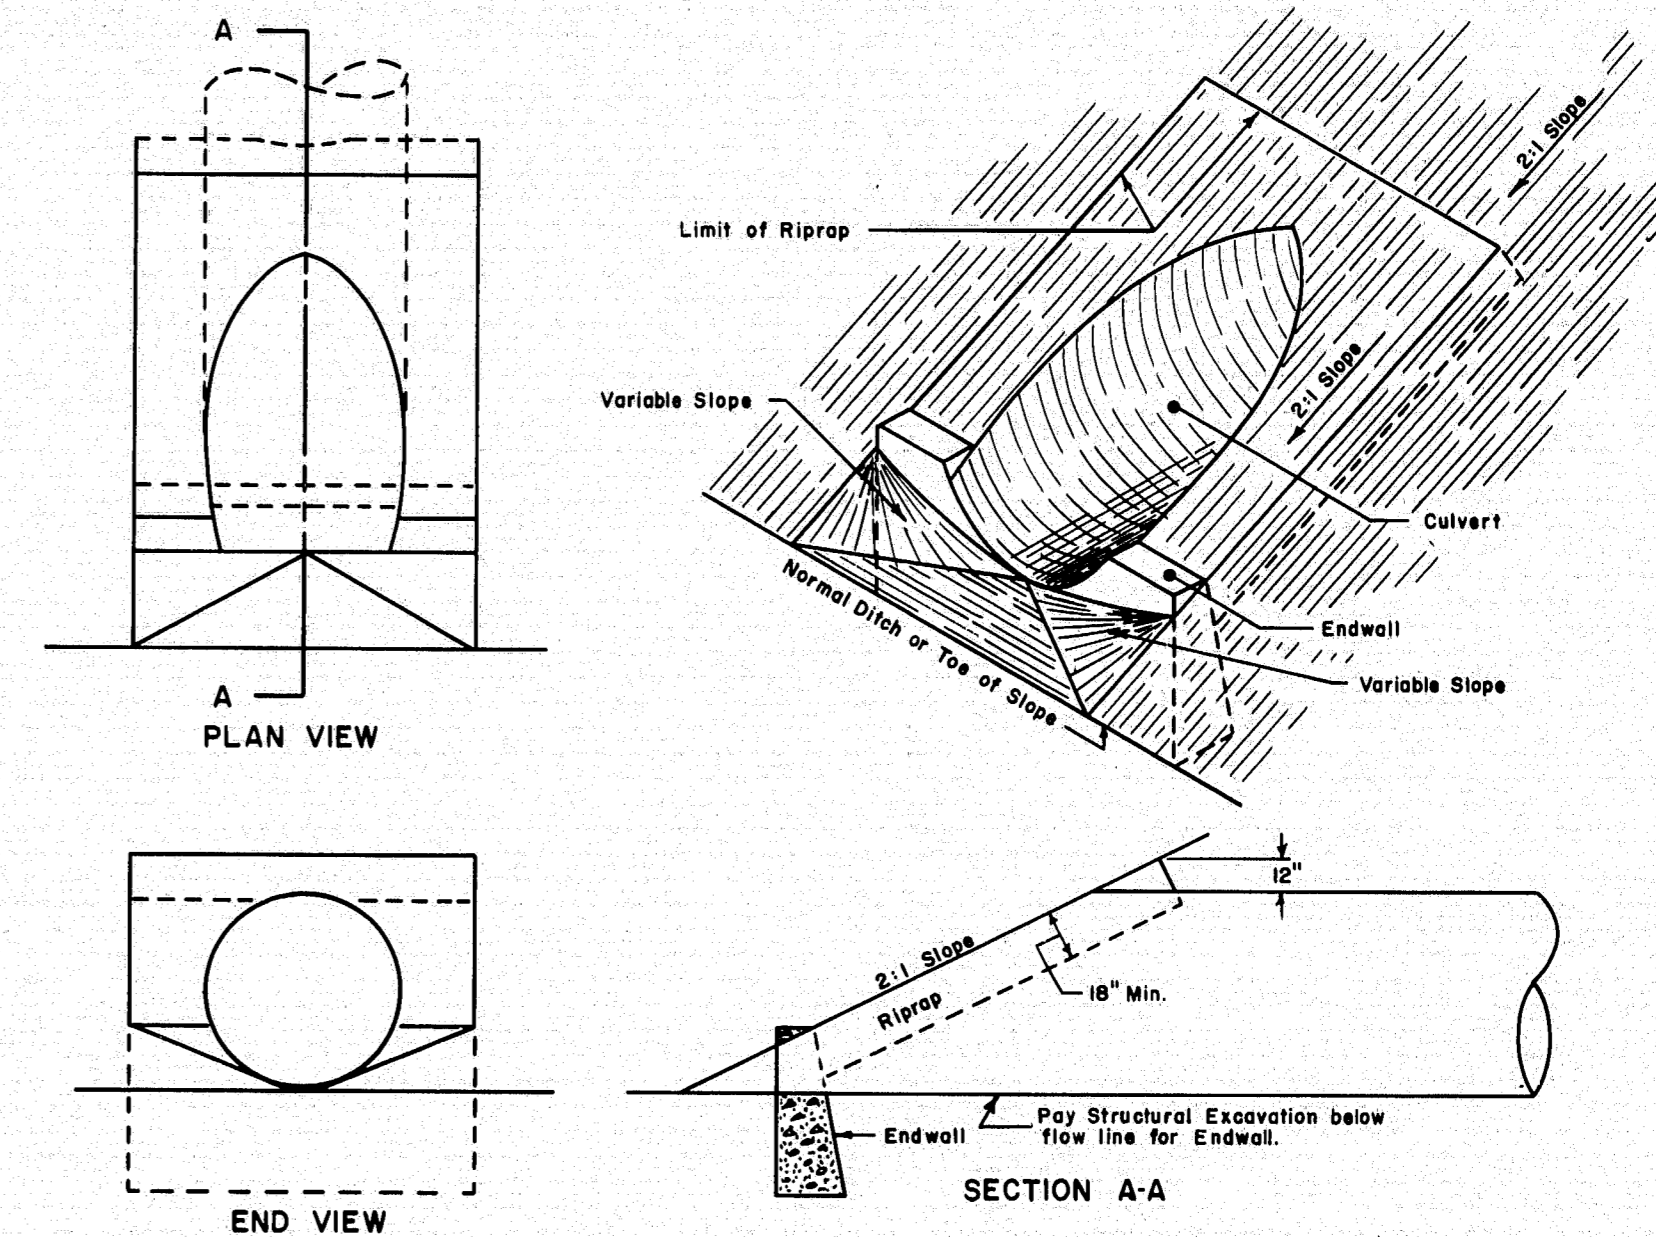 A
A
PLAN VIEW
2:1 Slope
Limit of Riprap
2:1 Slope
Variable Slope
Culvert
Normal Ditch or Toe of Slope
Endwall
Variable Slope
END VIEW
12"
2:1 Slope
Riprap
18" Min.
Pay Structural Excavation below
flow line for Endwall.
Endwall
SECTION A-A